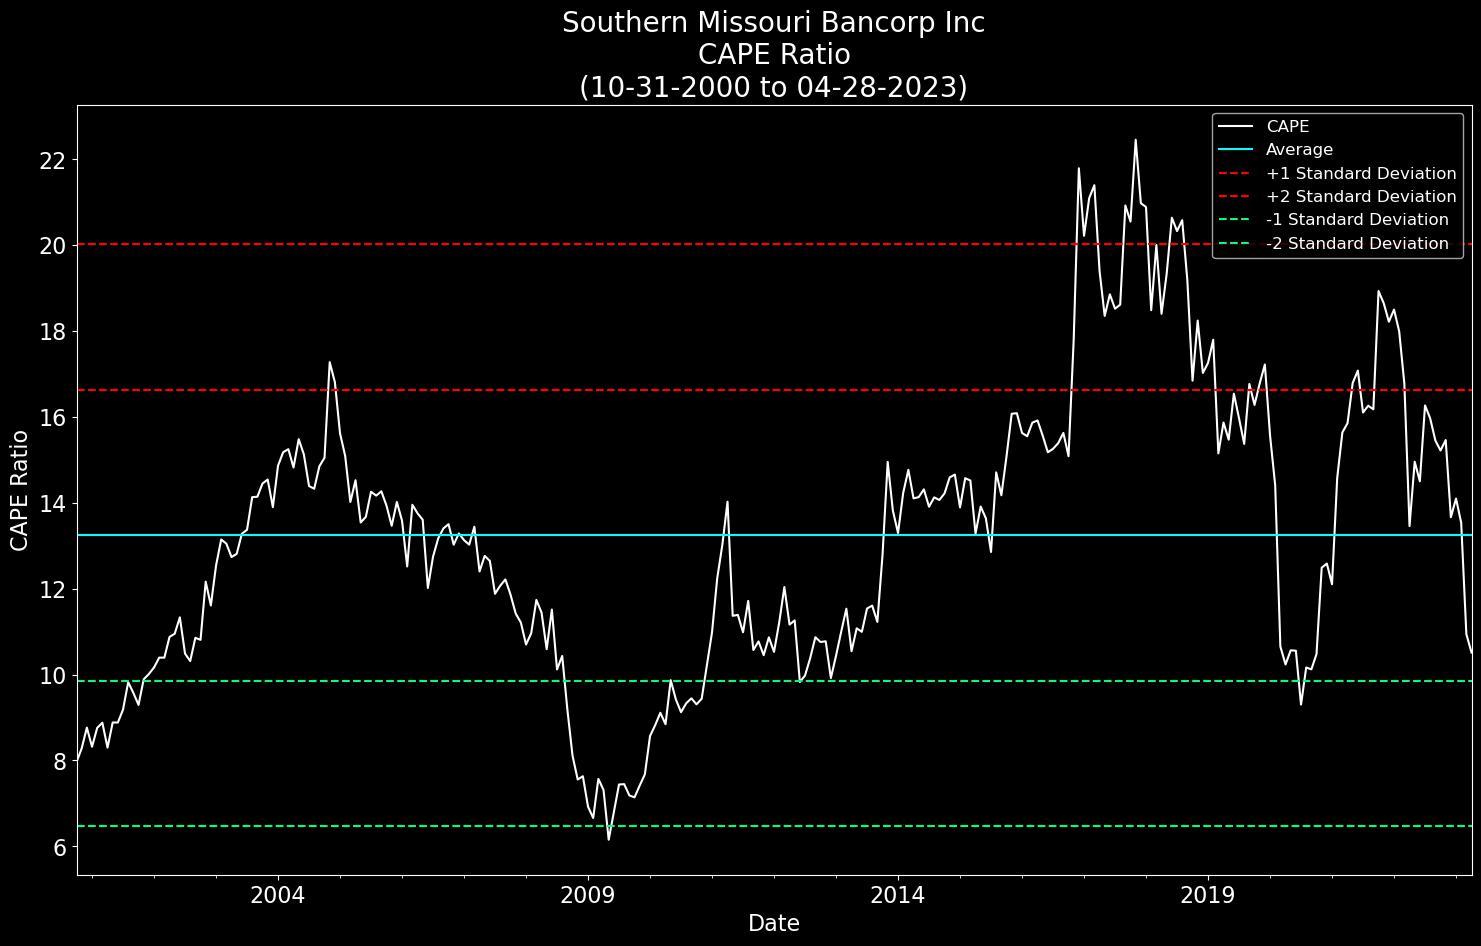 Southern Missouri Bancorp Inc
CAPE Ratio
(10-31-2000 to 04-28-2023)
CAPE
Average
+1 Standard Deviation
+2 Standard Deviation
-1 Standard Deviation
-2 Standard Deviation
22
20
18
16
14
12
10
8
6
CAPE Ratio
2004
2009
2014
2019
Date